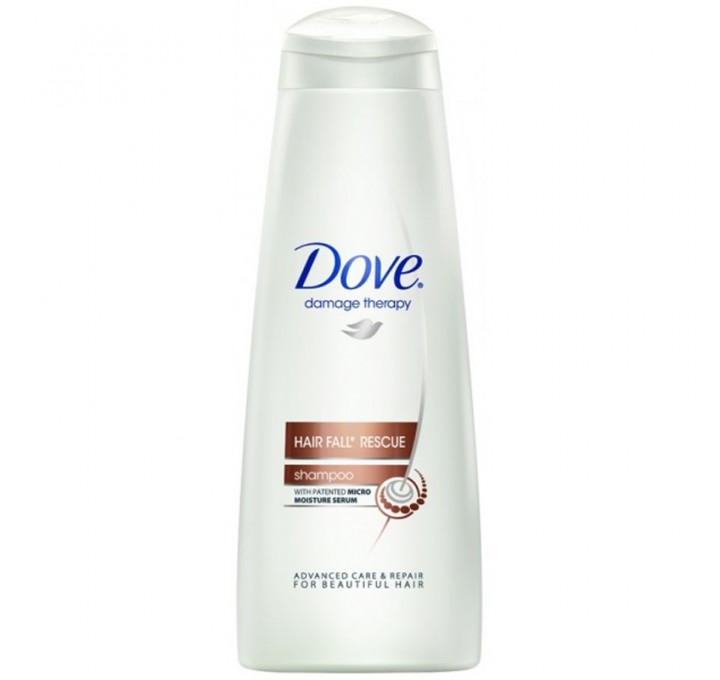 Dove®
damage therapy
HAIR FALL* RESCUE
shampoo
WITH PATENTED MICRO
MOISTURE SERUM
ADVANCED CARE & REPAIR
FOR BEAUTIFUL HAIR